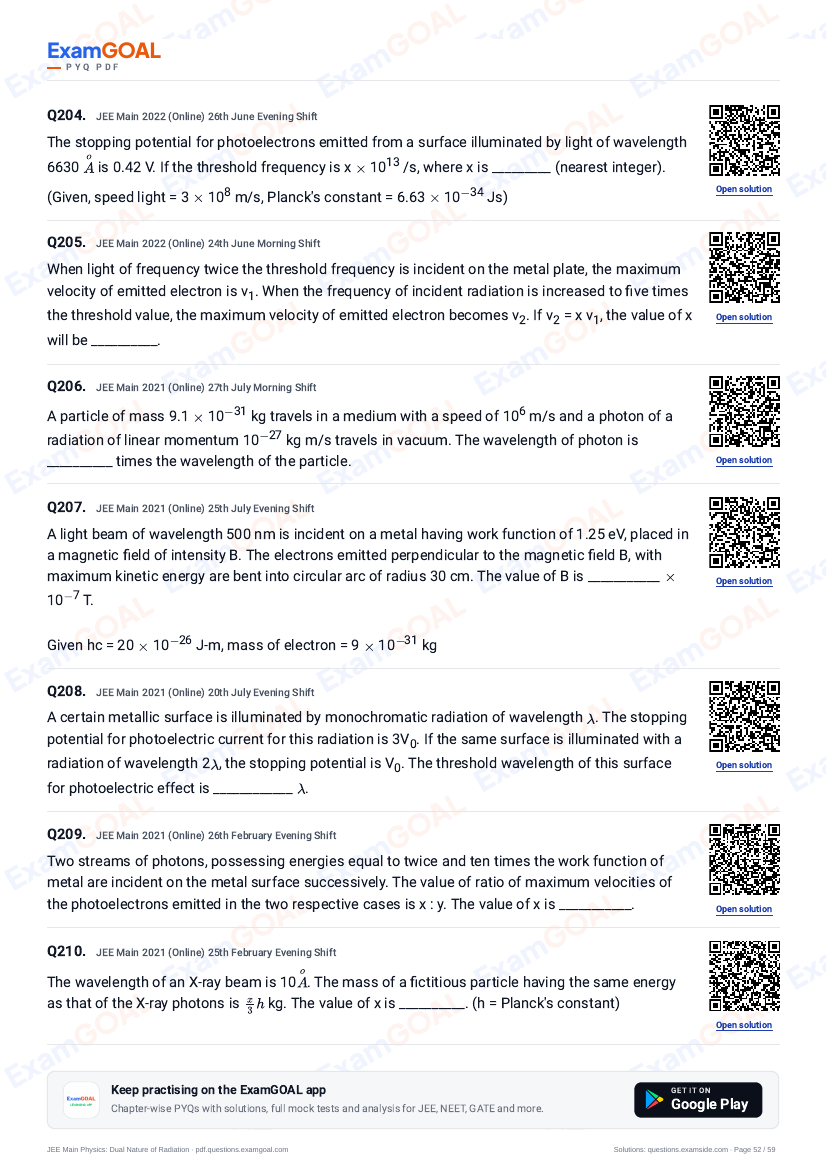 ExamGOAL
PYQ PDF
Q204. JEE Main 2022 (Online) 26th June Evening Shift
The stopping potential for photoelectrons emitted from a surface illuminated by light of wavelength
6630 $\overset{o}{A}$ is 0.42 V. If the threshold frequency is x × 10¹³ /s, where x is _________ (nearest integer).
(Given, speed light = 3 × 10⁸ m/s, Planck's constant = 6.63 × 10⁻³⁴ Js)
Open solution
Q205. JEE Main 2022 (Online) 24th June Morning Shift
When light of frequency twice the threshold frequency is incident on the metal plate, the maximum
velocity of emitted electron is v₁. When the frequency of incident radiation is increased to five times
the threshold value, the maximum velocity of emitted electron becomes v₂. If v₂ = x v₁, the value of x
will be __________.
Open solution
Q206. JEE Main 2021 (Online) 27th July Morning Shift
A particle of mass 9.1 × 10⁻³¹ kg travels in a medium with a speed of 10⁶ m/s and a photon of a
radiation of linear momentum 10⁻²⁷ kg m/s travels in vacuum. The wavelength of photon is
__________ times the wavelength of the particle.
Open solution
Q207. JEE Main 2021 (Online) 25th July Evening Shift
A light beam of wavelength 500 nm is incident on a metal having work function of 1.25 eV, placed in
a magnetic field of intensity B. The electrons emitted perpendicular to the magnetic field B, with
maximum kinetic energy are bent into circular arc of radius 30 cm. The value of B is ___________ ×
10⁻⁷ T.
Given hc = 20 × 10⁻²⁶ J-m, mass of electron = 9 × 10⁻³¹ kg
Open solution
Q208. JEE Main 2021 (Online) 20th July Evening Shift
A certain metallic surface is illuminated by monochromatic radiation of wavelength λ. The stopping
potential for photoelectric current for this radiation is 3V₀. If the same surface is illuminated with a
radiation of wavelength 2λ, the stopping potential is V₀. The threshold wavelength of this surface
for photoelectric effect is ____________ λ.
Open solution
Q209. JEE Main 2021 (Online) 26th February Evening Shift
Two streams of photons, possessing energies equal to twice and ten times the work function of
metal are incident on the metal surface successively. The value of ratio of maximum velocities of
the photoelectrons emitted in the two respective cases is x : y. The value of x is ___________.
Open solution
Q210. JEE Main 2021 (Online) 25th February Evening Shift
The wavelength of an X-ray beam is 10$\overset{o}{A}$. The mass of a fictitious particle having the same energy
as that of the X-ray photons is $\frac{x}{3}h$ kg. The value of x is __________. (h = Planck's constant)
Open solution
ExamGOAL
Keep practising on the ExamGOAL app
Chapter-wise PYQs with solutions, full mock tests and analysis for JEE, NEET, GATE and more.
GET IT ON
Google Play
JEE Main Physics: Dual Nature of Radiation · pdf.questions.examgoal.com
Solutions: questions.examside.com · Page 52 / 59